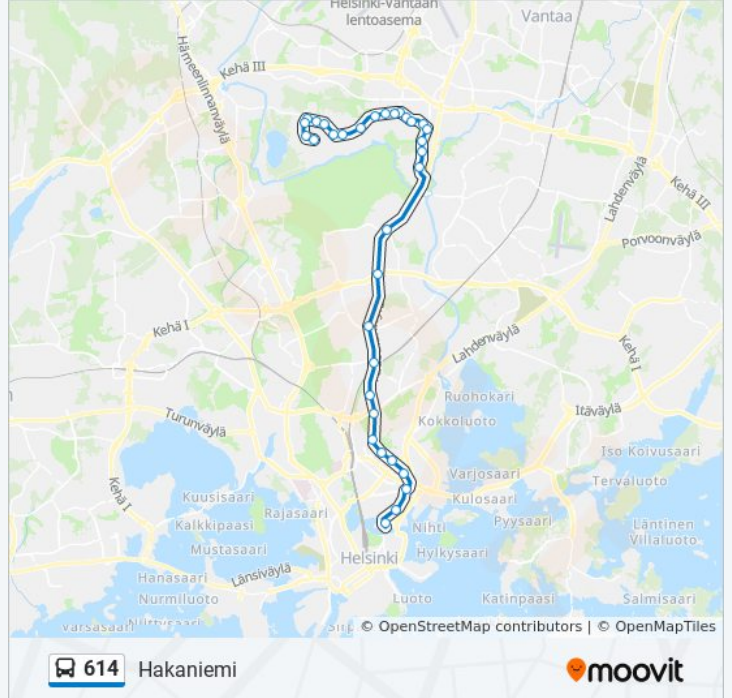 Helsinki-Vantaan
lentoasema
Vantaa
Hämeenlinnanväylä
Kehä III
Lahdenväylä
Kehä III
Porvoonväylä
Kehä I
Lahdenväylä
Kehä I
Ruohokari
Kokkoluoto
Itäväylä
Turunväylä
Iso Koivusaari
Varjosaari
Tervaluoto
Kehä I
Kuusisaari
Kulosaari
Rajasaari
Pyysaari
Kalkkipaasi
Nihti
Läntinen
Villaluoto
Mustasaari
Hylkysaari
Helsinki
Hanasaari
Länsiväylä
Nurmiluoto
Luoto
Katinpaasi
Salmisaari
Varsasaari
© OpenStreetMap contributors | © OpenMapTiles
614 Hakaniemi
moovit